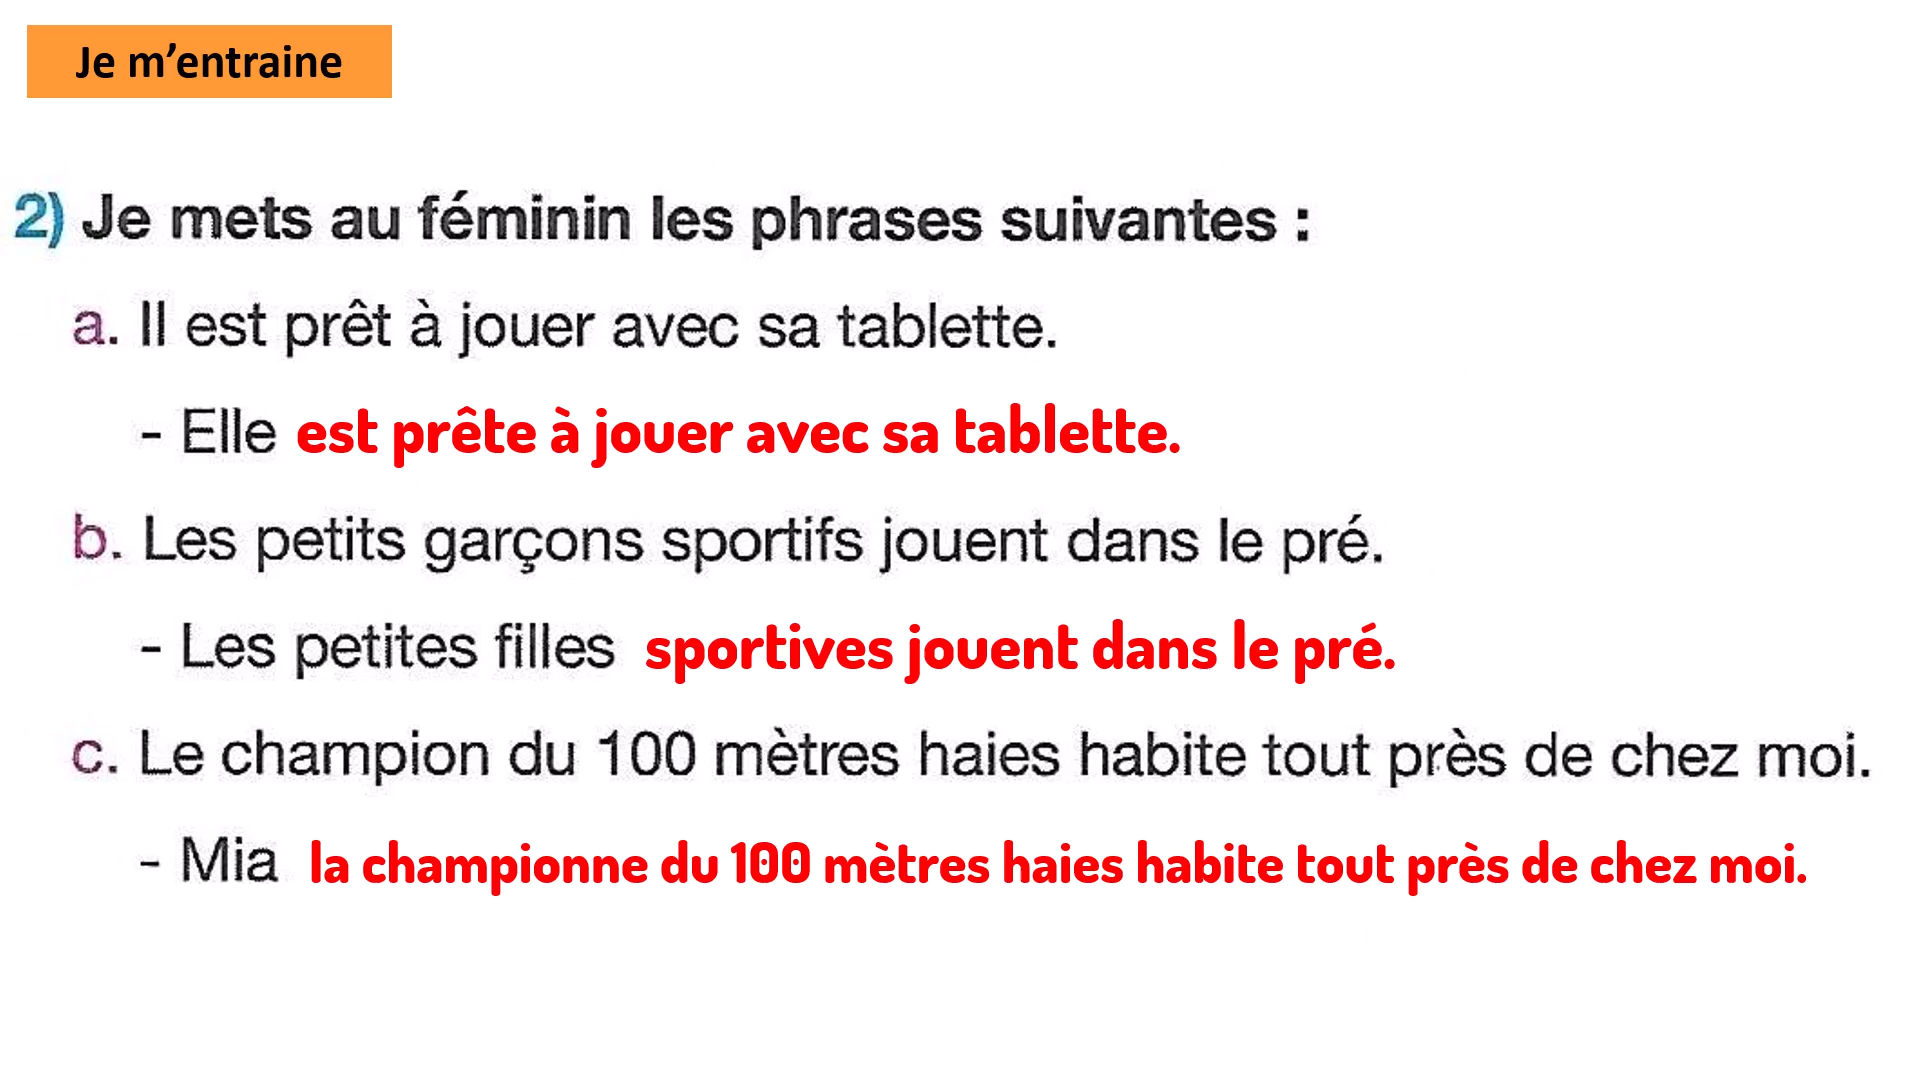 Je m’entraine
2) Je mets au féminin les phrases suivantes :
a. Il est prêt à jouer avec sa tablette.
- Elle est prête à jouer avec sa tablette.
b. Les petits garçons sportifs jouent dans le pré.
- Les petites filles sportives jouent dans le pré.
c. Le champion du 100 mètres haies habite tout près de chez moi.
- Mia la championne du 100 mètres haies habite tout près de chez moi.